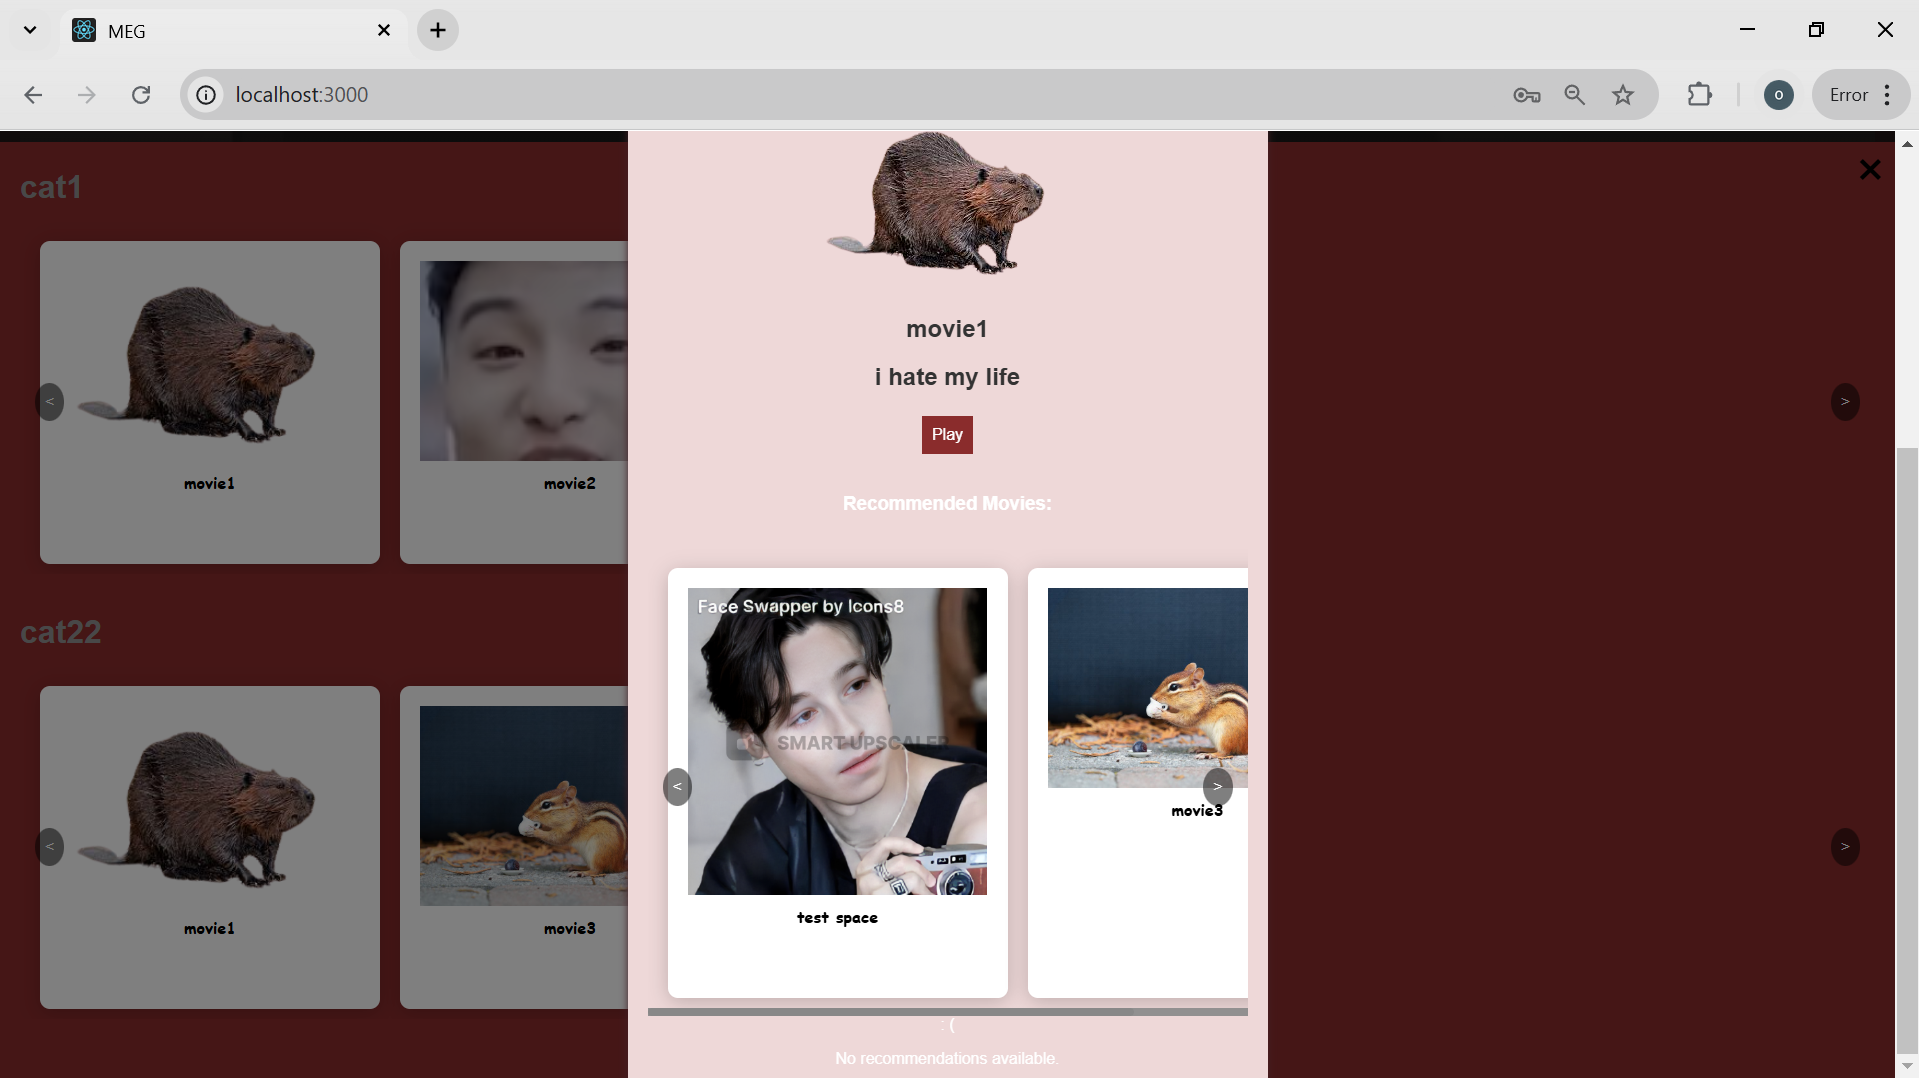 MEG
localhost:3000
Error
cat1
movie1
movie2
cat22
movie1
movie3
movie1
i hate my life
Play
Recommended Movies:
Face Swapper by Icons8
SMART UPSCALER
test space
movie3
: (
No recommendations available.